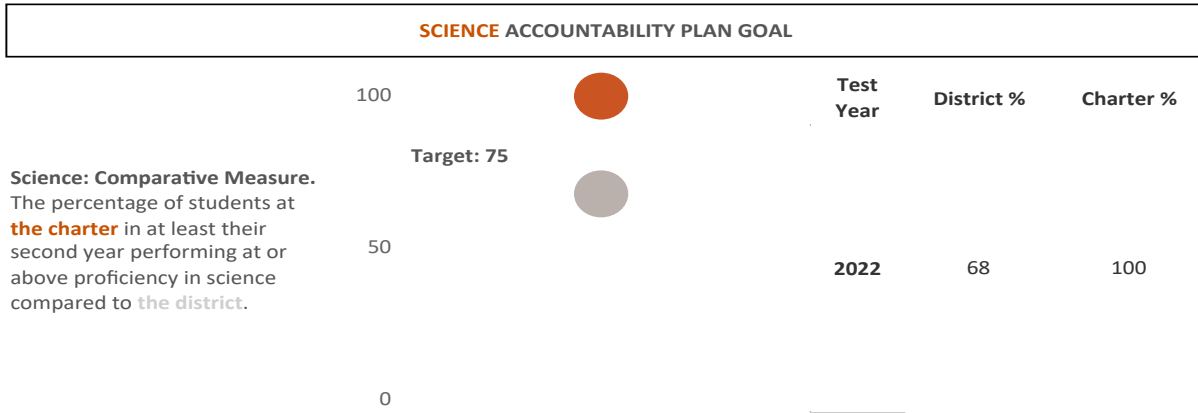 SCIENCE ACCOUNTABILITY PLAN GOAL
Science: Comparative Measure.
The percentage of students at
the charter in at least their
second year performing at or
above proficiency in science
compared to the district.
100
Target: 75
50
0
Test Year District % Charter %
2022 68 100